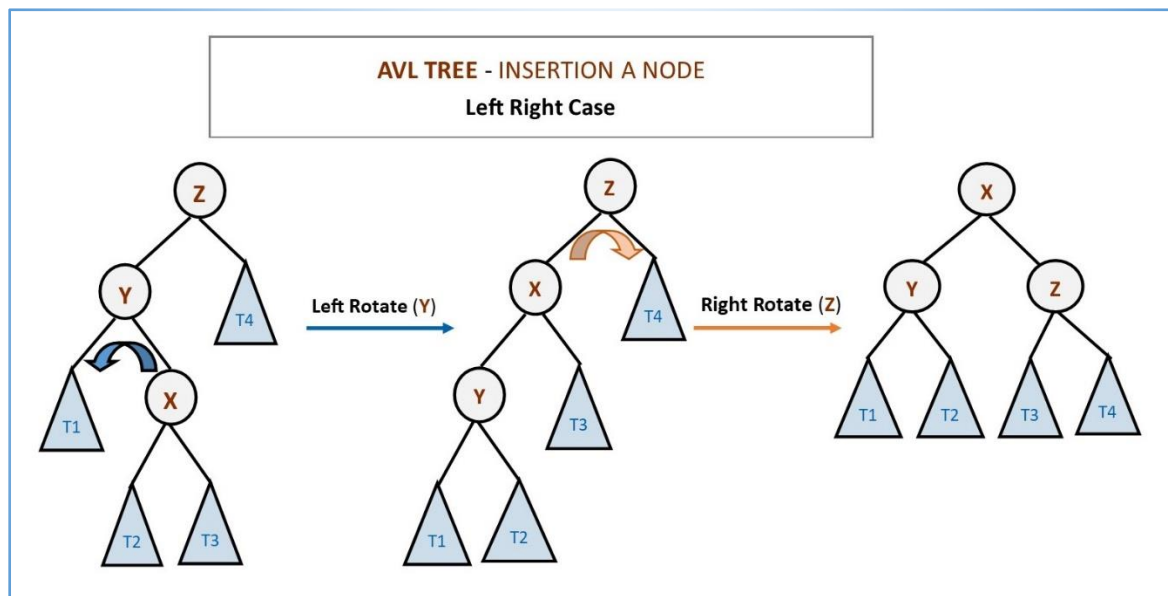 AVL TREE - INSERTION A NODE
Left Right Case
Z
Y
T4
T1
X
T2
T3
Left Rotate (Y)
Z
X
T4
Y
T3
T1
T2
Right Rotate (Z)
X
Y
Z
T1
T2
T3
T4